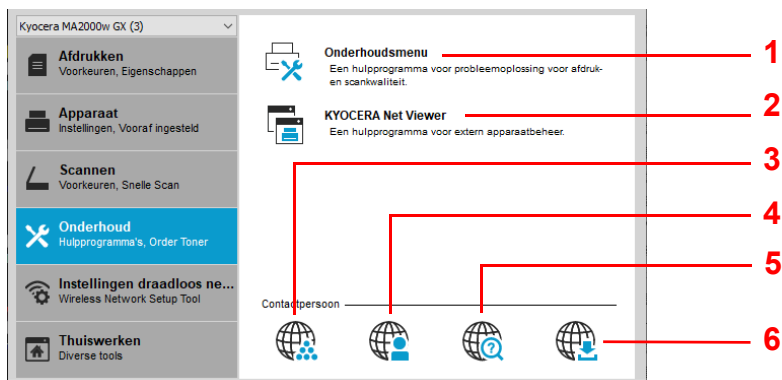 Kyocera MA2000w GX (3)
Afdrukken
Voorkeuren, Eigenschappen
Apparaat
Instellingen, Vooraf ingesteld
Scannen
Voorkeuren, Snelle Scan
Onderhoud
Hulpprogramma's, Order Toner
Instellingen draadloos ne...
Wireless Network Setup Tool
Thuiswerken
Diverse tools
Onderhoudsmenu
Een hulpprogramma voor probleemoplossing voor afdruk-
en scankwaliteit.
KYOCERA Net Viewer
Een hulpprogramma voor extern apparaatbeheer.
Contactpersoon
1
2
3
4
5
6